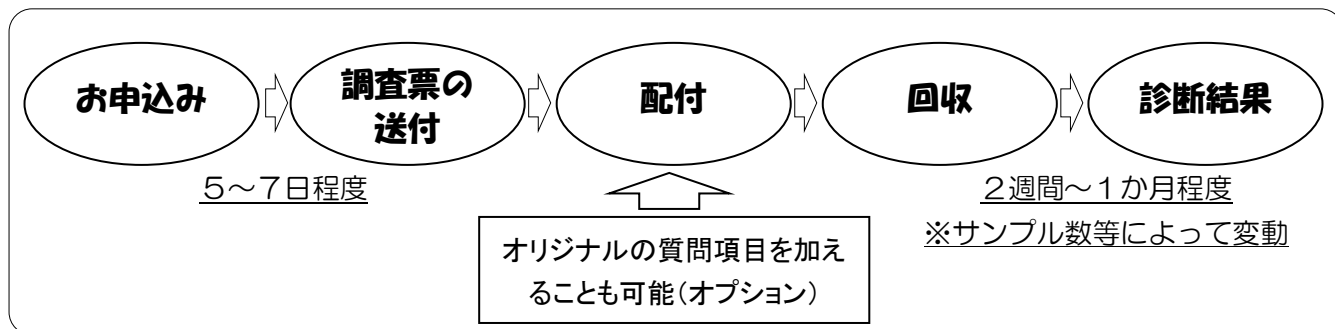 お申込み
調査票の
送付
配付
回収
診断結果
５～７日程度
２週間～１か月程度
※サンプル数等によって変動
オリジナルの質問項目を加え
ることも可能（オプション）